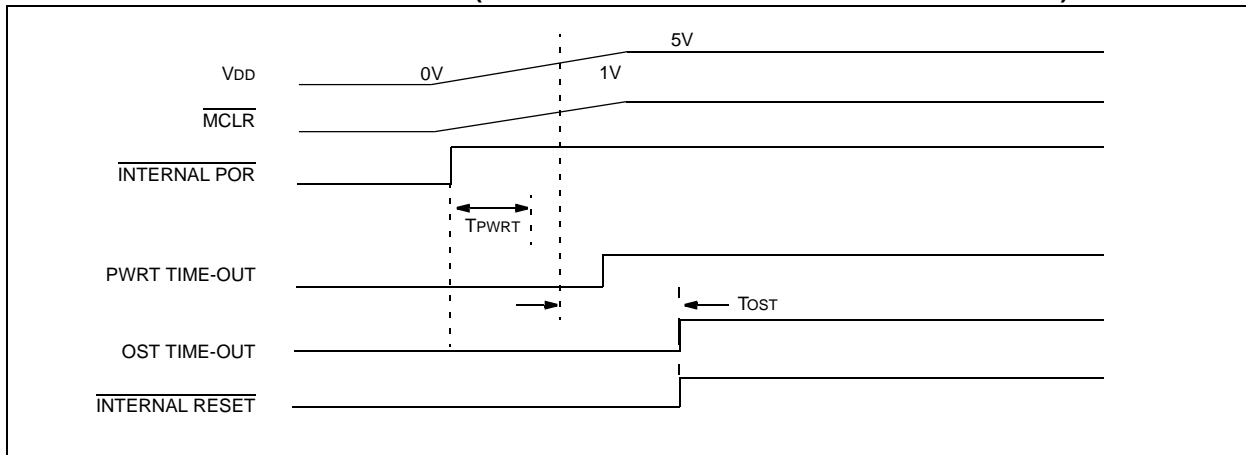 5V
VDD 0V 1V
MCLR
INTERNAL POR
TPWRT
PWRT TIME-OUT
TOST
OST TIME-OUT
INTERNAL RESET